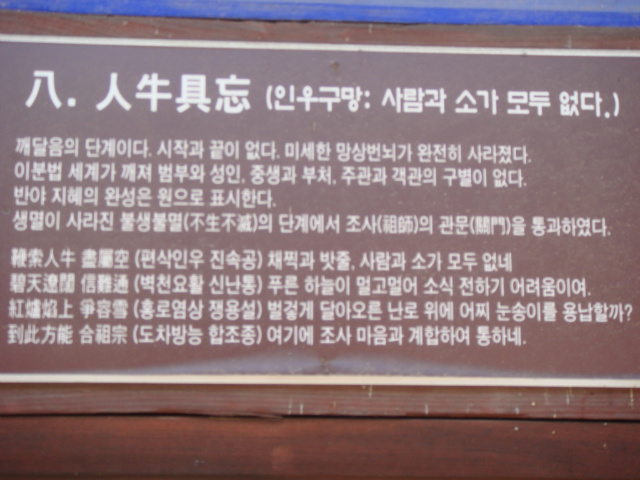 八. 人牛具忘 (인우구망: 사람과 소가 모두 없다.)
깨달음의 단계이다. 시작과 끝이 없다. 미세한 망상번뇌가 완전히 사라졌다.
이분법 세계가 깨져 범부와 성인, 중생과 부처, 주관과 객관의 구별이 없다.
반야 지혜의 완성은 원으로 표시한다.
생멸이 사라진 불생불멸(不生不滅)의 단계에서 조사(祖師)의 관문(關門)을 통과하였다.
鞭索人牛 盡屬空 (편삭인우 진속공) 채찍과 밧줄, 사람과 소가 모두 없네
碧天遼闊 信難通 (벽천요활 신난통) 푸른 하늘이 멀고멀어 소식 전하기 어려움이여.
紅爐焰上 爭容雪 (홍로염상 쟁용설) 벌겋게 달아오른 난로 위에 어찌 눈송이를 용납할까?
到此方能 合祖宗 (도차방능 합조종) 여기에 조사 마음과 계합하여 통하네.